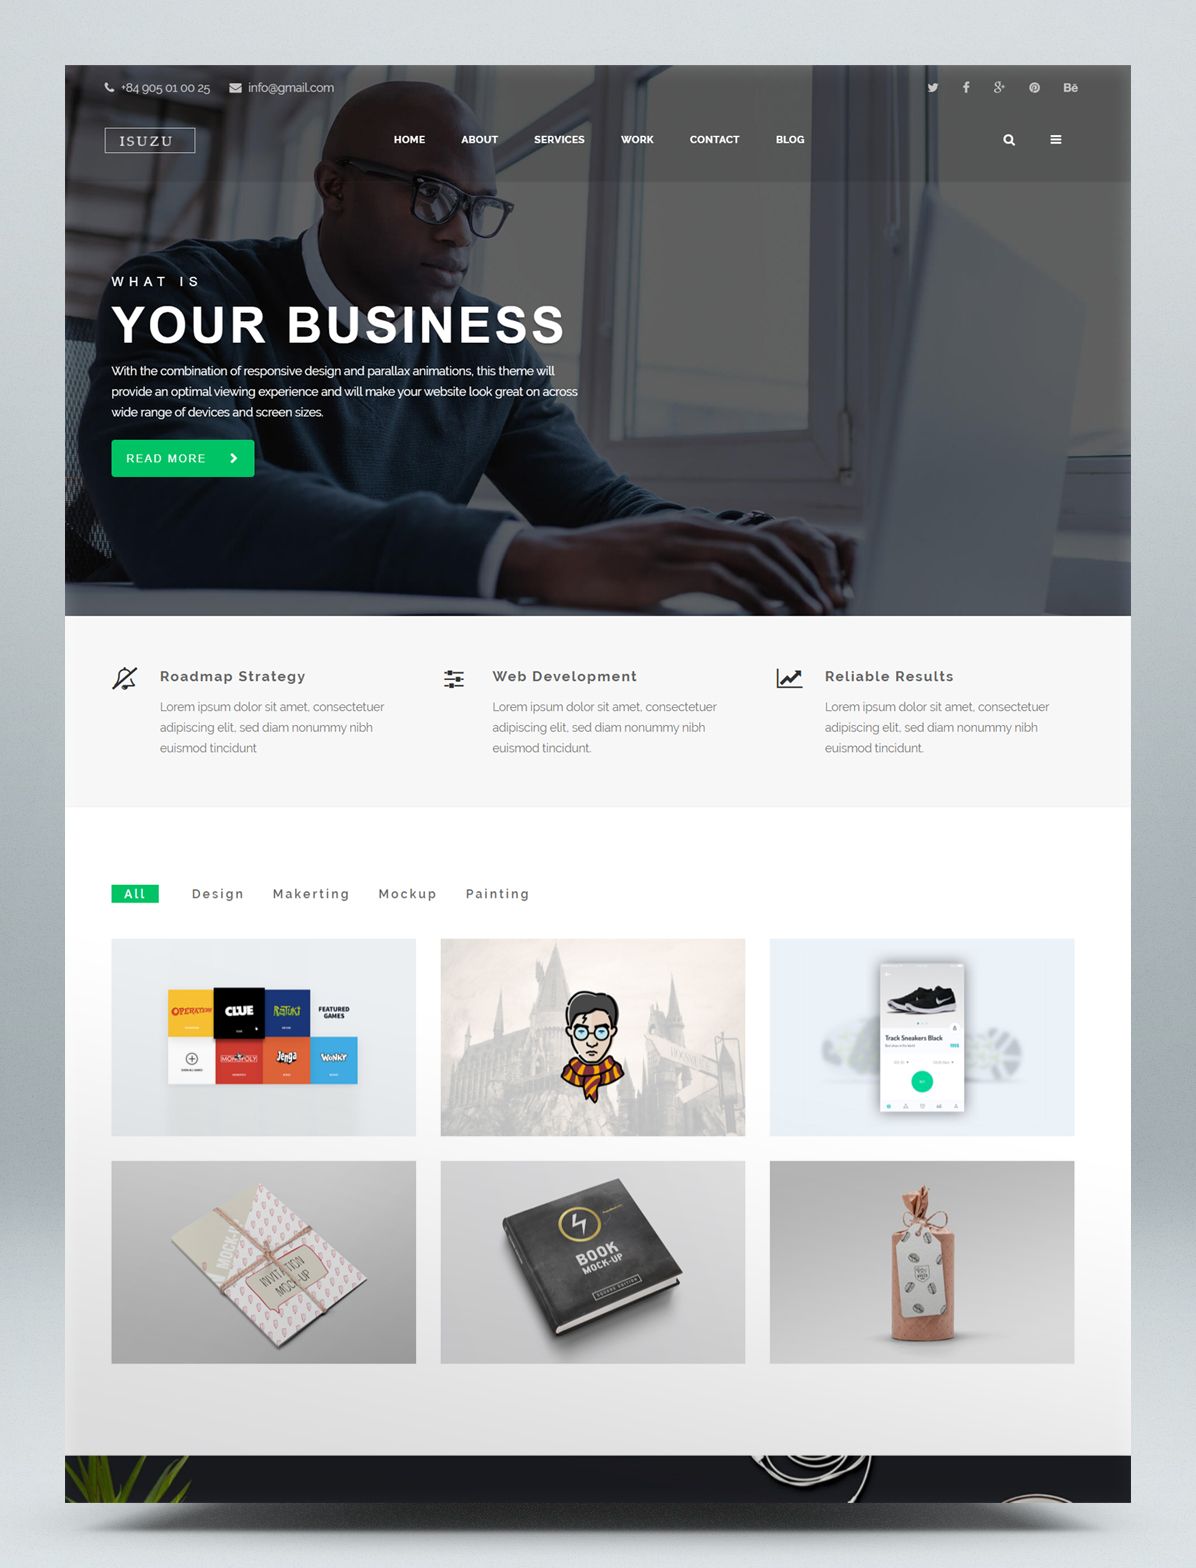 +84 905 01 00 25 info@gmail.com Bē
ISUZU HOME ABOUT SERVICES WORK CONTACT BLOG
WHAT IS
YOUR BUSINESS
With the combination of responsive design and parallax animations, this theme will
provide an optimal viewing experience and will make your website look great on across
wide range of devices and screen sizes.
READ MORE
Roadmap Strategy
Lorem ipsum dolor sit amet, consectetuer
adipiscing elit, sed diam nonummy nibh
euismod tincidunt
Web Development
Lorem ipsum dolor sit amet, consectetuer
adipiscing elit, sed diam nonummy nibh
euismod tincidunt.
Reliable Results
Lorem ipsum dolor sit amet, consectetuer
adipiscing elit, sed diam nonummy nibh
euismod tincidunt.
All Design Makerting Mockup Painting
OPERATION
CLUE
FEATURED
GAMES
MONOPOLY
Jenga
WONKY
Track Sneakers Black
MOCK-UP
INVITATION
MOCK-UP
BOOK
MOCK-UP